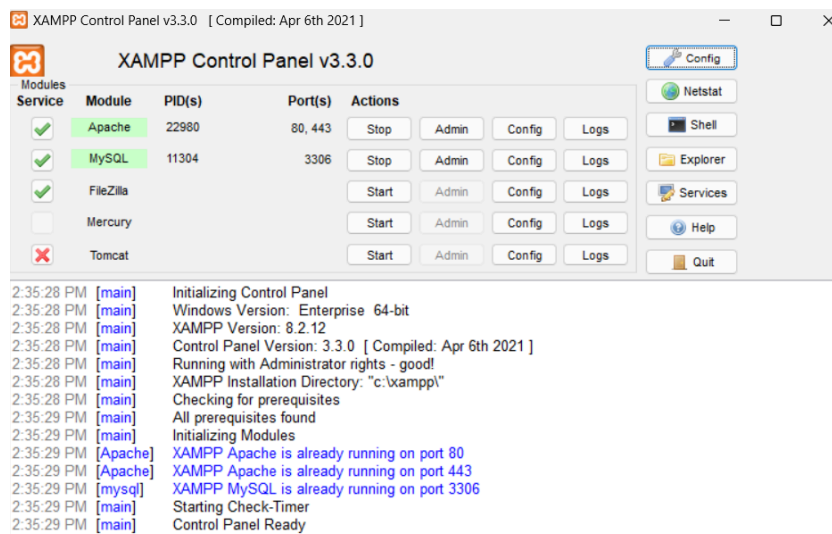 XAMPP Control Panel v3.3.0 [ Compiled: Apr 6th 2021 ]
XAMPP Control Panel v3.3.0
Config
Modules
Service Module PID(s) Port(s) Actions
Netstat
Apache 22980 80, 443 Stop Admin Config Logs
Shell
MySQL 11304 3306 Stop Admin Config Logs
Explorer
FileZilla Start Admin Config Logs
Services
Mercury Start Admin Config Logs
Help
Tomcat Start Admin Config Logs
Quit
2:35:28 PM [main] Initializing Control Panel
2:35:28 PM [main] Windows Version: Enterprise 64-bit
2:35:28 PM [main] XAMPP Version: 8.2.12
2:35:28 PM [main] Control Panel Version: 3.3.0 [ Compiled: Apr 6th 2021 ]
2:35:28 PM [main] Running with Administrator rights - good!
2:35:28 PM [main] XAMPP Installation Directory: "c:\xampp\"
2:35:28 PM [main] Checking for prerequisites
2:35:29 PM [main] All prerequisites found
2:35:29 PM [main] Initializing Modules
2:35:29 PM [Apache] XAMPP Apache is already running on port 80
2:35:29 PM [Apache] XAMPP Apache is already running on port 443
2:35:29 PM [mysql] XAMPP MySQL is already running on port 3306
2:35:29 PM [main] Starting Check-Timer
2:35:29 PM [main] Control Panel Ready